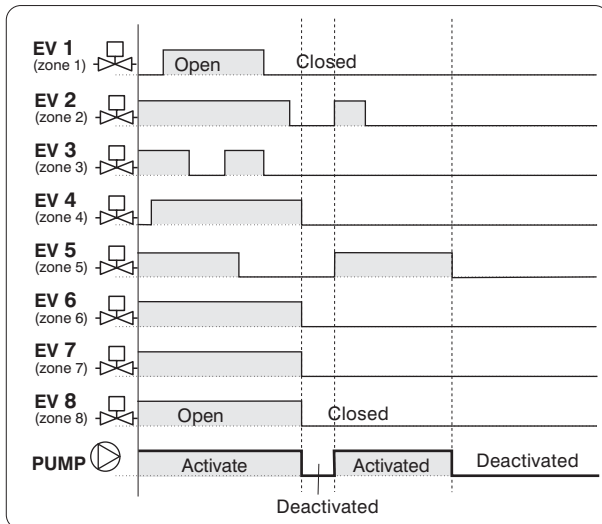 EV 1
(zone 1)
Open
Closed
EV 2
(zone 2)
EV 3
(zone 3)
EV 4
(zone 4)
EV 5
(zone 5)
EV 6
(zone 6)
EV 7
(zone 7)
EV 8
(zone 8)
Open
Closed
PUMP
Activate
Activated
Deactivated
Deactivated